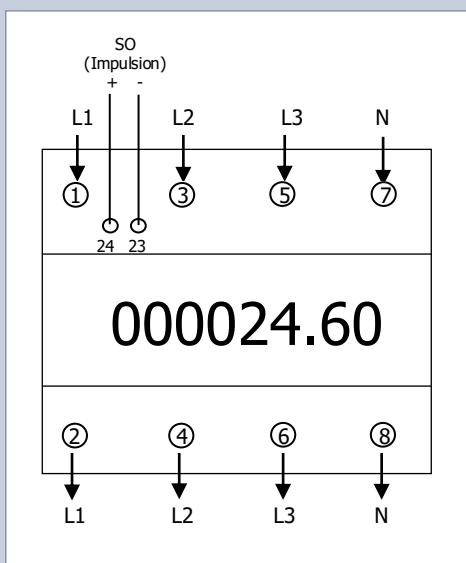 SO
(Impulsion)
+ -
L1 L2 L3 N
1 3 5 7
24 23
000024.60
2 4 6 8
L1 L2 L3 N